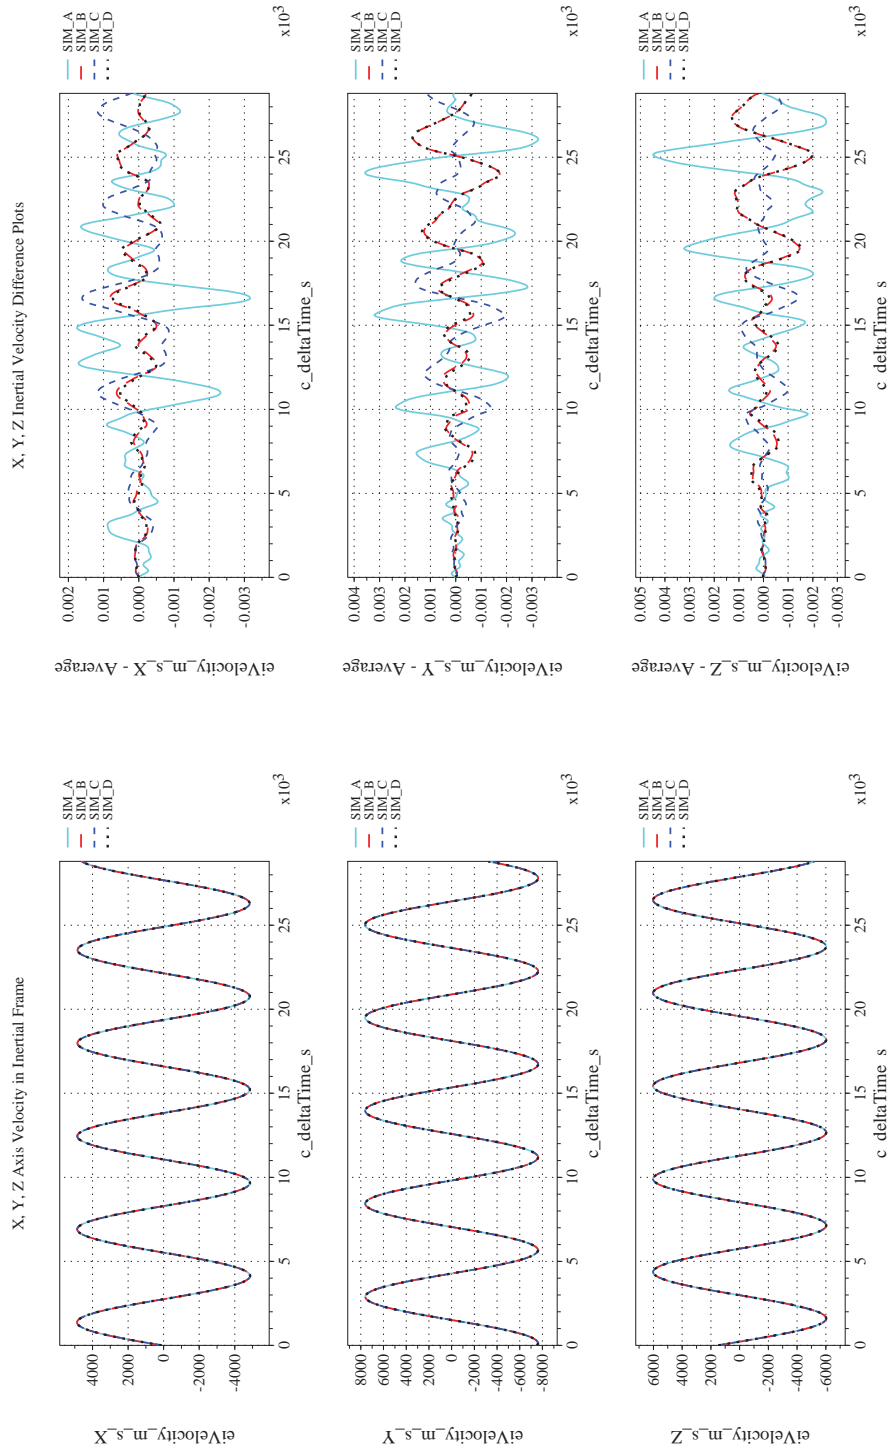 X, Y, Z Axis Velocity in Inertial Frame
eiVelocity_m_s_X
4000
2000
0
-2000
-4000
0
5
10
15
20
25
x10³
c_deltaTime_s
SIM_A
SIM_B
SIM_C
SIM_D
eiVelocity_m_s_Y
8000
6000
4000
2000
0
-2000
-4000
-6000
-8000
0
5
10
15
20
25
x10³
c_deltaTime_s
SIM_A
SIM_B
SIM_C
SIM_D
eiVelocity_m_s_Z
6000
4000
2000
0
-2000
-4000
-6000
0
5
10
15
20
25
x10³
c_deltaTime_s
SIM_A
SIM_B
SIM_C
SIM_D
X, Y, Z Inertial Velocity Difference Plots
eiVelocity_m_s_X - Average
0.002
0.001
0.000
-0.001
-0.002
-0.003
0
5
10
15
20
25
x10³
c_deltaTime_s
SIM_A
SIM_B
SIM_C
SIM_D
eiVelocity_m_s_Y - Average
0.004
0.003
0.002
0.001
0.000
-0.001
-0.002
-0.003
0
5
10
15
20
25
x10³
c_deltaTime_s
SIM_A
SIM_B
SIM_C
SIM_D
eiVelocity_m_s_Z - Average
0.005
0.004
0.003
0.002
0.001
0.000
-0.001
-0.002
-0.003
0
5
10
15
20
25
x10³
c_deltaTime_s
SIM_A
SIM_B
SIM_C
SIM_D